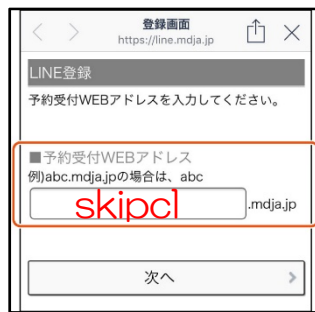 登録画面
https://line.mdja.jp
LINE登録
予約受付WEBアドレスを入力してください。
■予約受付WEBアドレス
例)abc.mdja.jpの場合は、abc
skipcl .mdja.jp
次へ